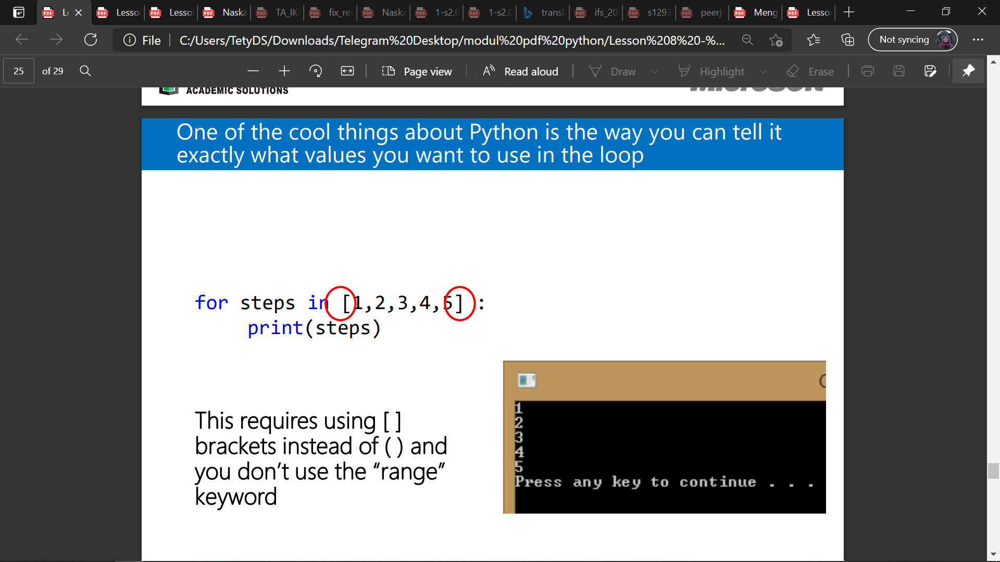 Lesso
Lesso
Naska
TA_IK
fix_rev
Naska
1-s2.0
1-s2.0
transl
ifs_20
s1293
peerj-
Meng
Lesso
File
C:/Users/TetyDS/Downloads/Telegram%20Desktop/modul%20pdf%20python/Lesson%208%20-%...
Not syncing
25 of 29
Page view
Read aloud
Draw
Highlight
Erase
ACADEMIC SOLUTIONS
Microsoft
One of the cool things about Python is the way you can tell it
exactly what values you want to use in the loop
for steps in [1,2,3,4,5] :
print(steps)
This requires using [ ]
brackets instead of ( ) and
you don’t use the “range”
keyword
1
2
3
4
5
Press any key to continue . . .